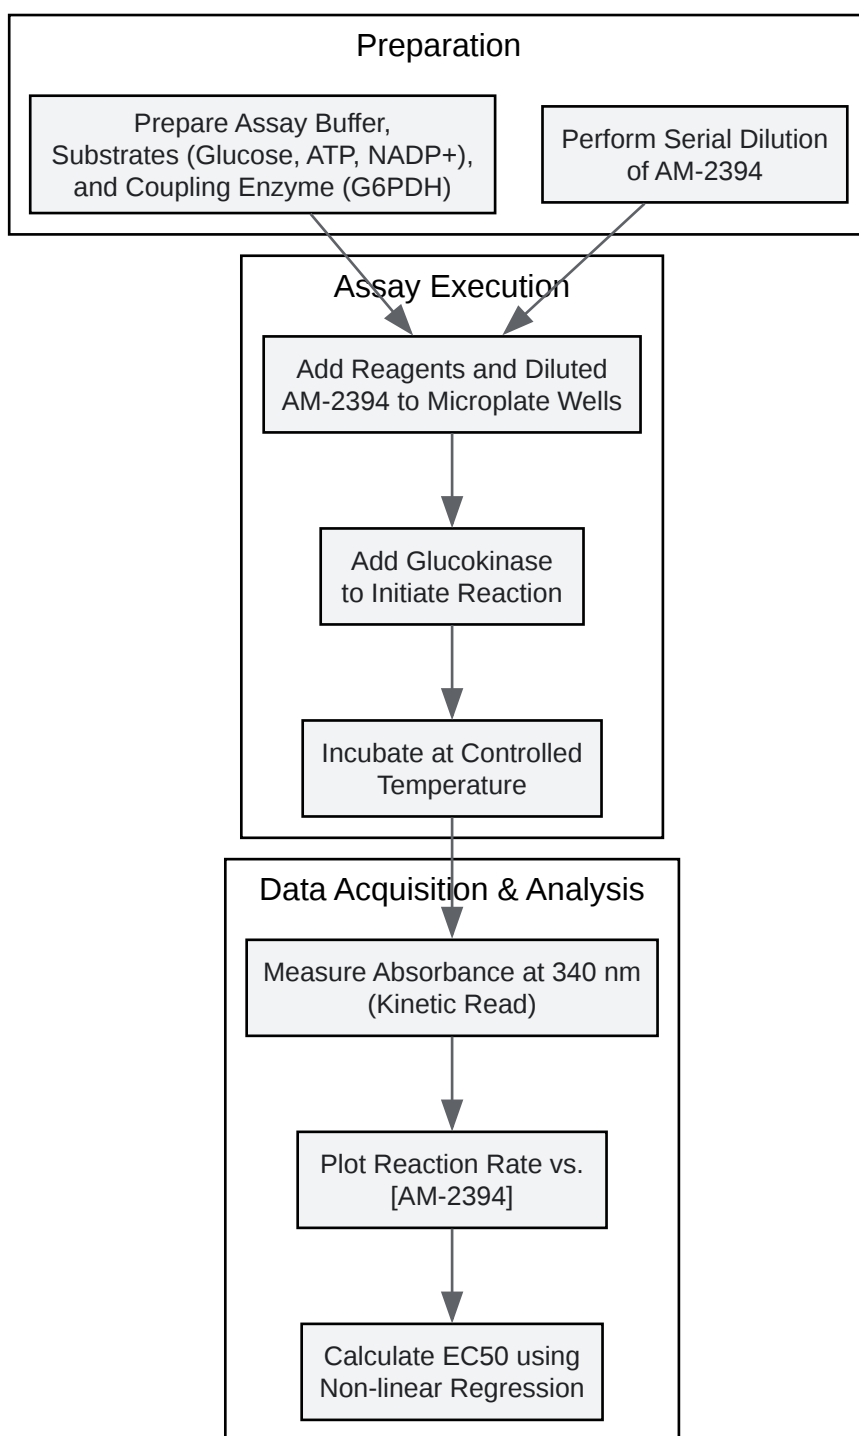 Preparation
Prepare Assay Buffer,
Substrates (Glucose, ATP, NADP+),
and Coupling Enzyme (G6PDH)
Perform Serial Dilution
of AM-2394
Assay Execution
Add Reagents and Diluted
AM-2394 to Microplate Wells
Add Glucokinase
to Initiate Reaction
Incubate at Controlled
Temperature
Data Acquisition & Analysis
Measure Absorbance at 340 nm
(Kinetic Read)
Plot Reaction Rate vs.
[AM-2394]
Calculate EC50 using
Non-linear Regression